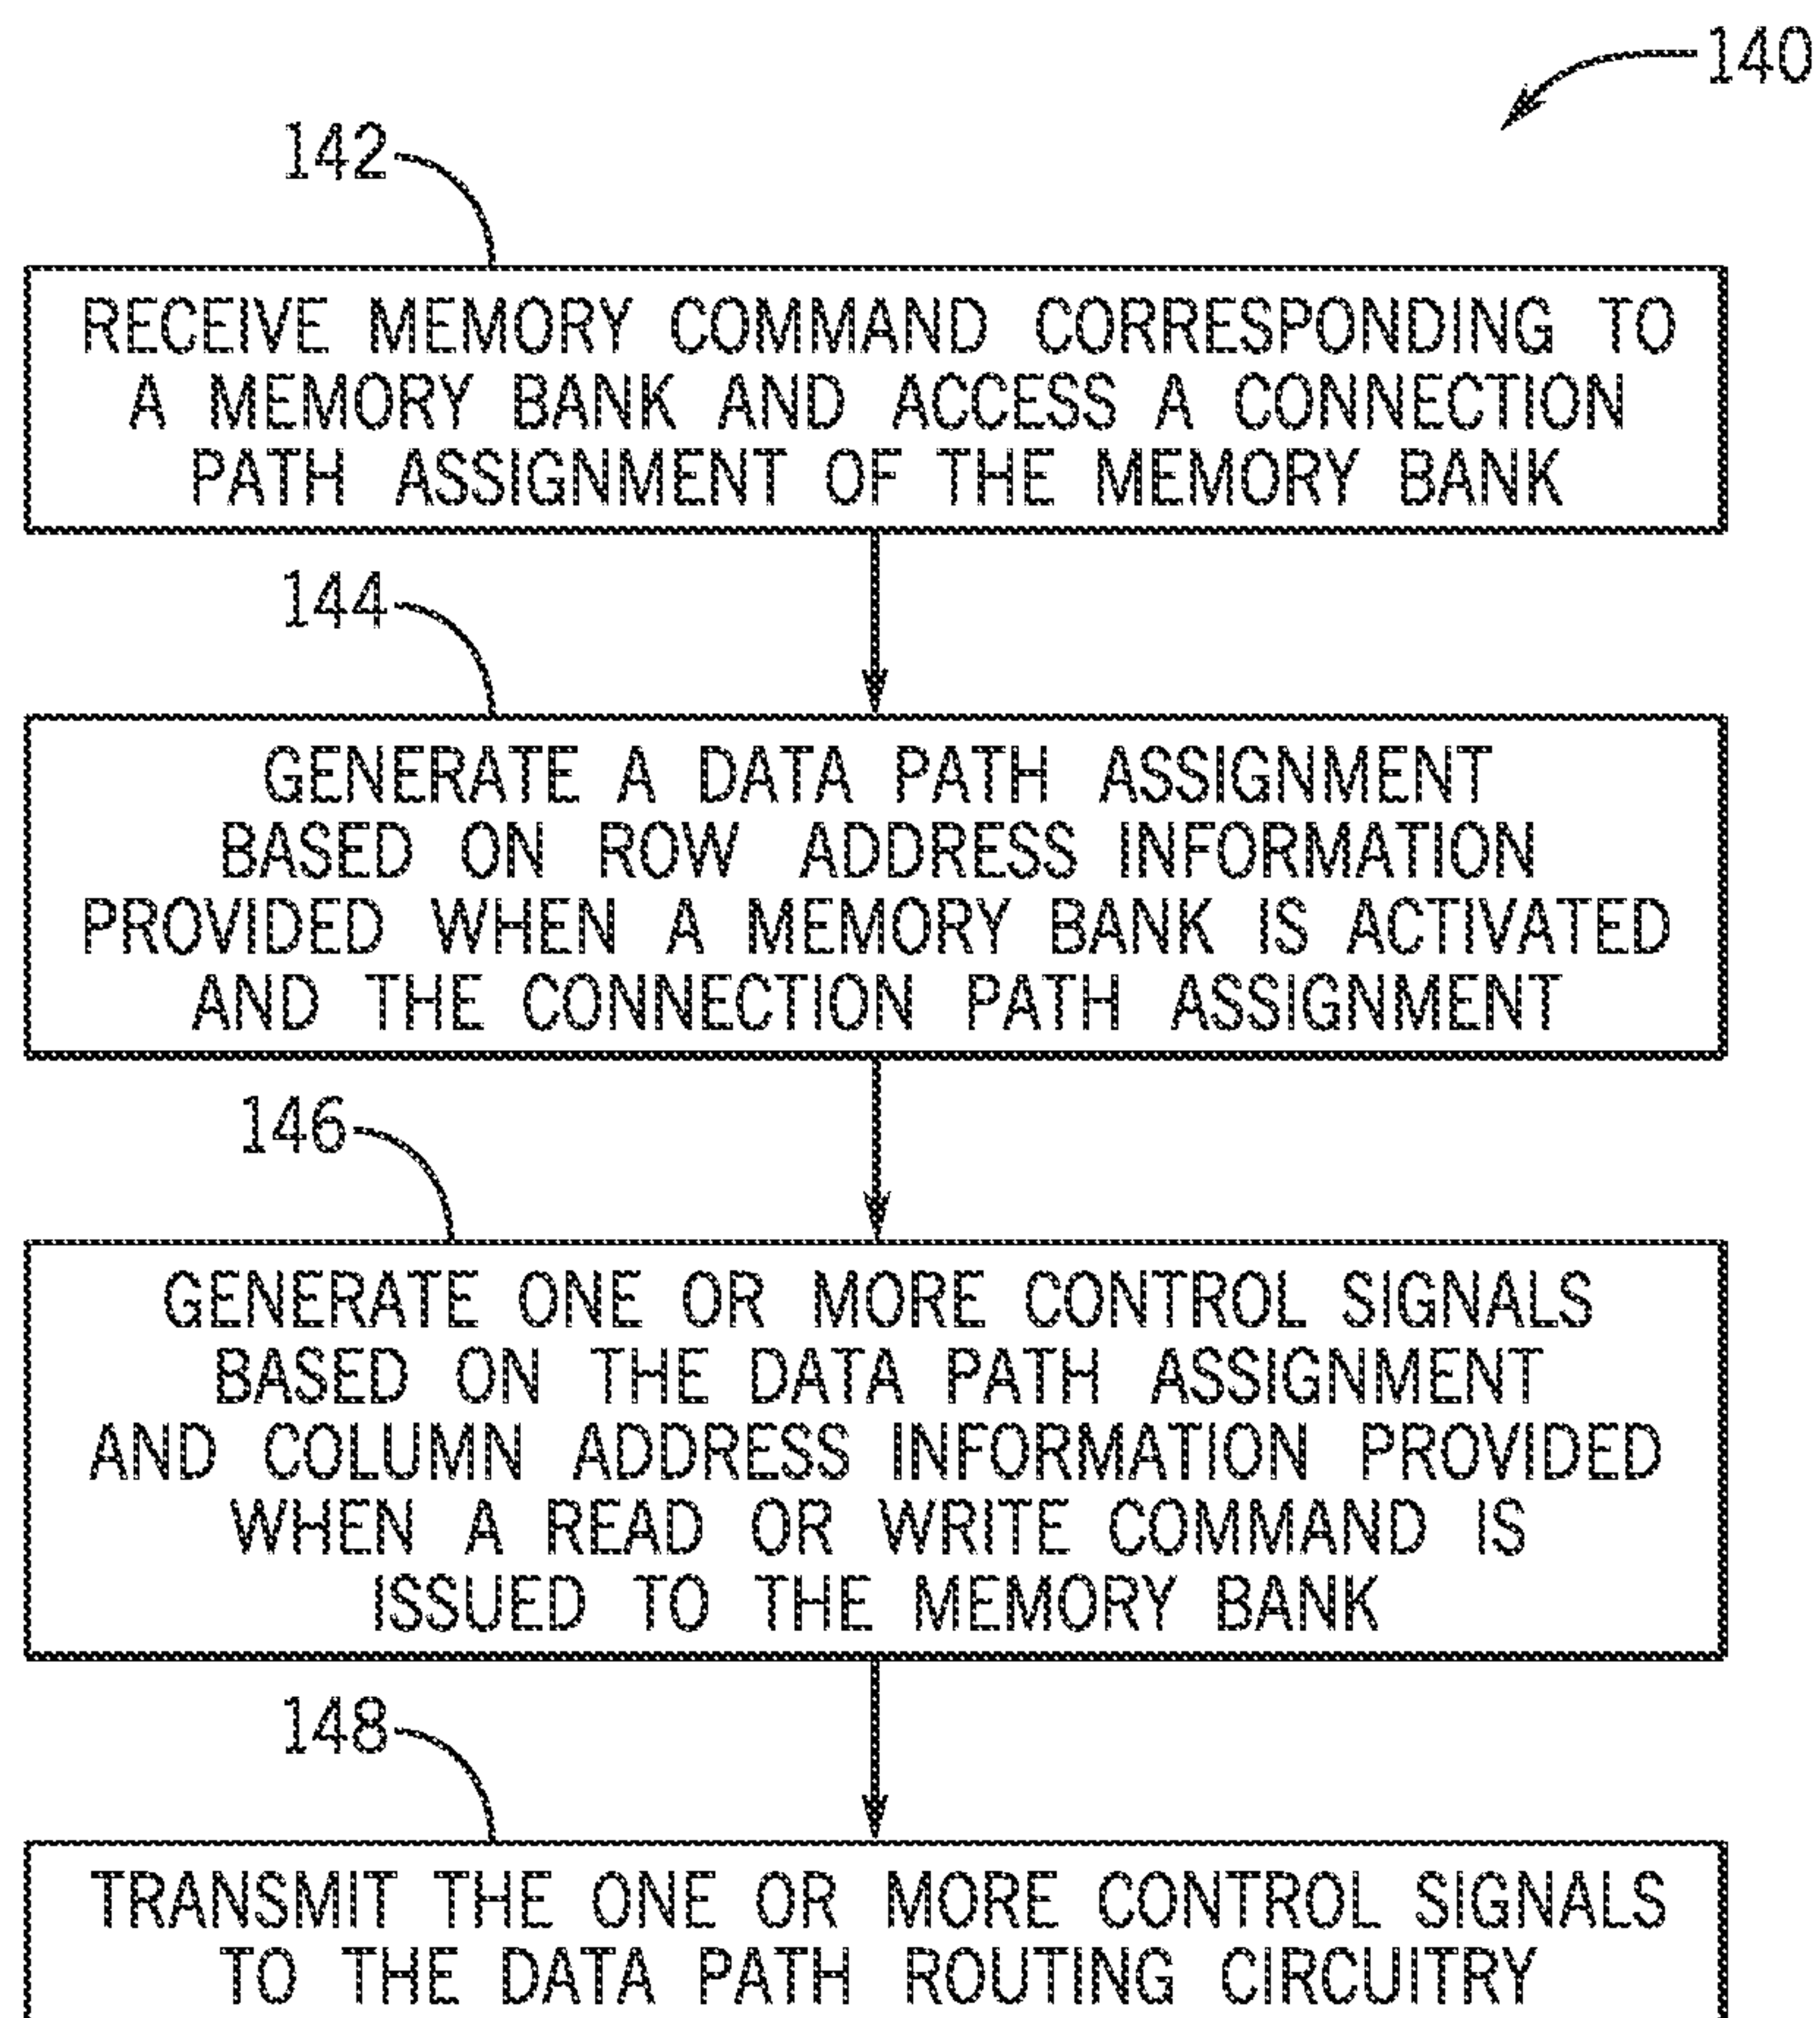 140
142
RECEIVE MEMORY COMMAND CORRESPONDING TO
A MEMORY BANK AND ACCESS A CONNECTION
PATH ASSIGNMENT OF THE MEMORY BANK
144
GENERATE A DATA PATH ASSIGNMENT
BASED ON ROW ADDRESS INFORMATION
PROVIDED WHEN A MEMORY BANK IS ACTIVATED
AND THE CONNECTION PATH ASSIGNMENT
146
GENERATE ONE OR MORE CONTROL SIGNALS
BASED ON THE DATA PATH ASSIGNMENT
AND COLUMN ADDRESS INFORMATION PROVIDED
WHEN A READ OR WRITE COMMAND IS
ISSUED TO THE MEMORY BANK
148
TRANSMIT THE ONE OR MORE CONTROL SIGNALS
TO THE DATA PATH ROUTING CIRCUITRY